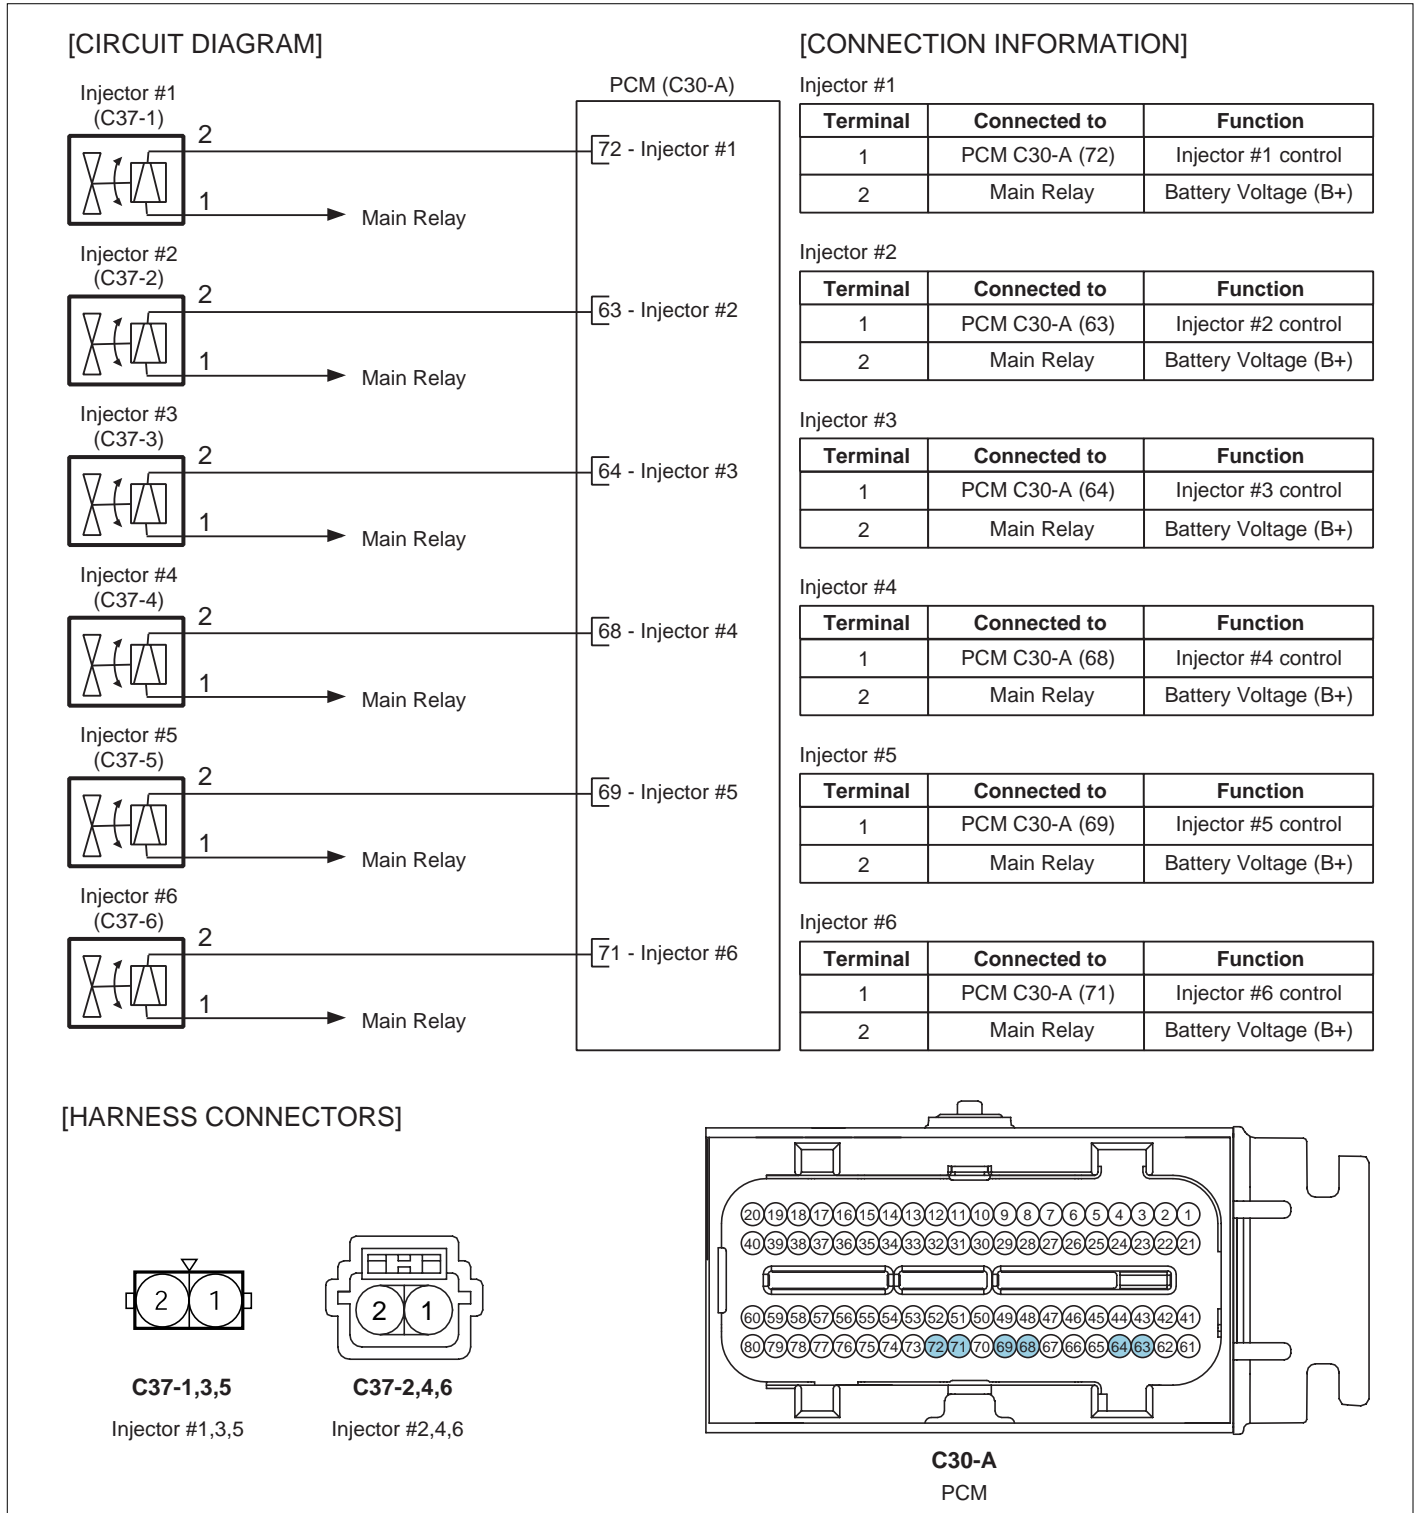 [CIRCUIT DIAGRAM]
Injector #1
(C37-1)
2
1
Main Relay
Injector #2
(C37-2)
2
1
Main Relay
Injector #3
(C37-3)
2
1
Main Relay
Injector #4
(C37-4)
2
1
Main Relay
Injector #5
(C37-5)
2
1
Main Relay
Injector #6
(C37-6)
2
1
Main Relay
PCM (C30-A)
72 - Injector #1
63 - Injector #2
64 - Injector #3
68 - Injector #4
69 - Injector #5
71 - Injector #6
[CONNECTION INFORMATION]
Injector #1
Terminal Connected to Function
1 PCM C30-A (72) Injector #1 control
2 Main Relay Battery Voltage (B+)
Injector #2
Terminal Connected to Function
1 PCM C30-A (63) Injector #2 control
2 Main Relay Battery Voltage (B+)
Injector #3
Terminal Connected to Function
1 PCM C30-A (64) Injector #3 control
2 Main Relay Battery Voltage (B+)
Injector #4
Terminal Connected to Function
1 PCM C30-A (68) Injector #4 control
2 Main Relay Battery Voltage (B+)
Injector #5
Terminal Connected to Function
1 PCM C30-A (69) Injector #5 control
2 Main Relay Battery Voltage (B+)
Injector #6
Terminal Connected to Function
1 PCM C30-A (71) Injector #6 control
2 Main Relay Battery Voltage (B+)
[HARNESS CONNECTORS]
2 1
C37-1,3,5
Injector #1,3,5
2 1
C37-2,4,6
Injector #2,4,6
20 19 18 17 16 15 14 13 12 11 10 9 8 7 6 5 4 3 2 1
40 39 38 37 36 35 34 33 32 31 30 29 28 27 26 25 24 23 22 21
60 59 58 57 56 55 54 53 52 51 50 49 48 47 46 45 44 43 42 41
80 79 78 77 76 75 74 73 72 71 70 69 68 67 66 65 64 63 62 61
C30-A
PCM